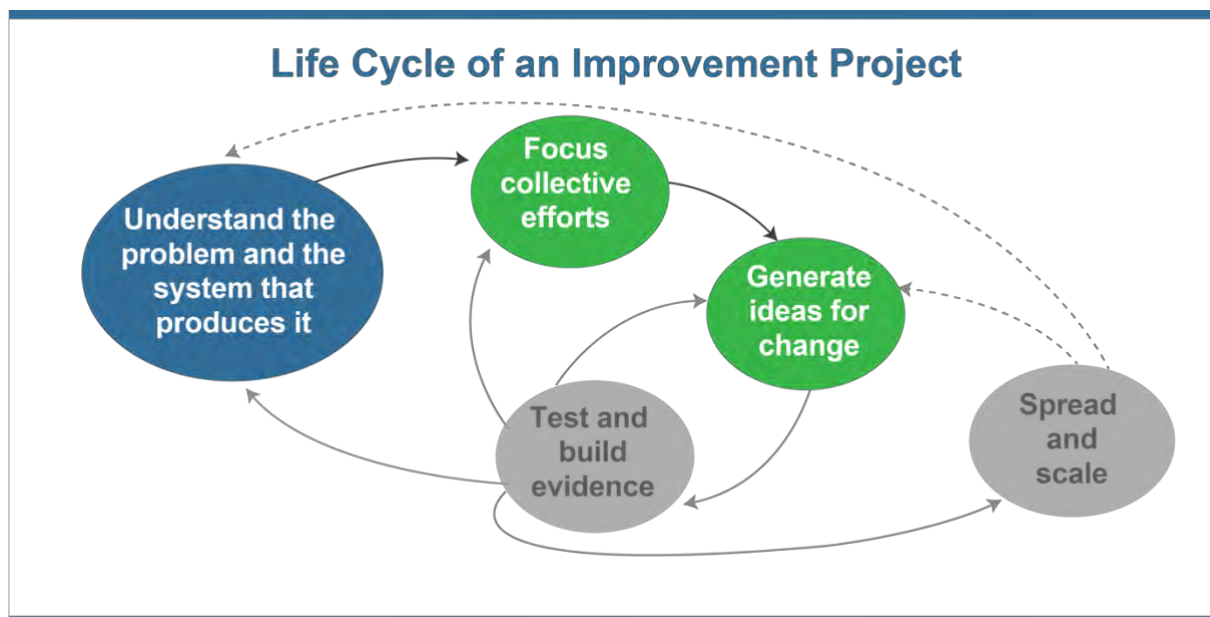 Life Cycle of an Improvement Project
Focus
collective
efforts
Understand the
problem and the
system that
produces it
Generate
ideas for
change
Test and
build
evidence
Spread
and
scale